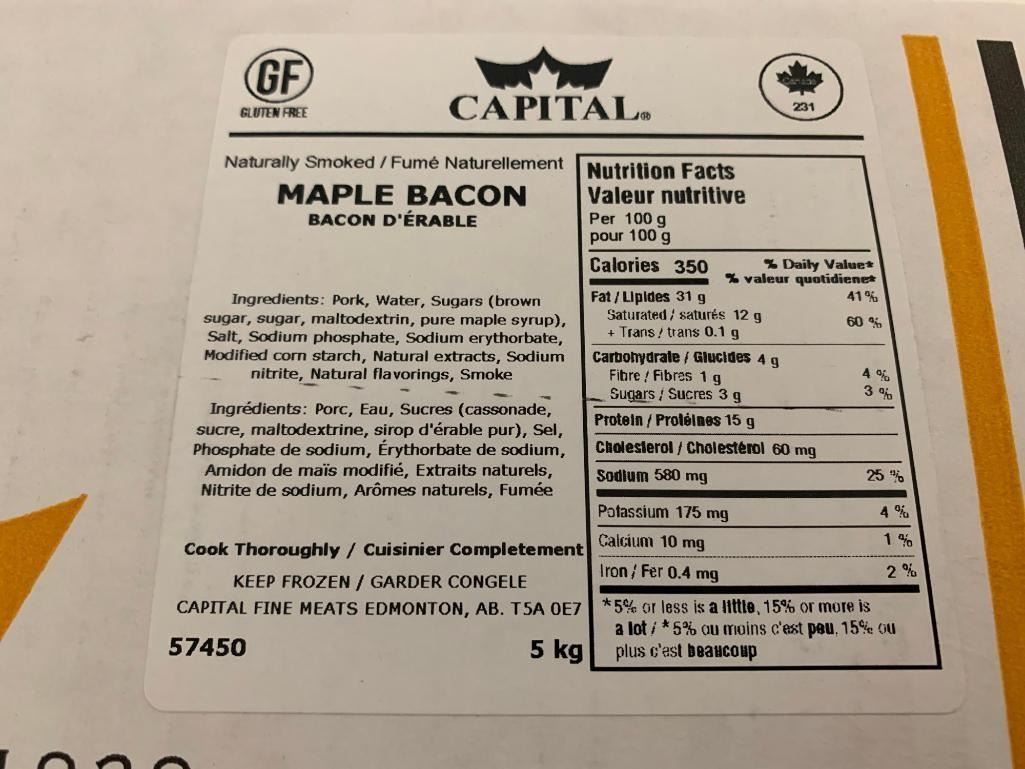 GF
GLUTEN FREE
CAPITAL®
Canada
231
Naturally Smoked / Fumé Naturellement
MAPLE BACON
BACON D'ÉRABLE
Ingredients: Pork, Water, Sugars (brown
sugar, sugar, maltodextrin, pure maple syrup),
Salt, Sodium phosphate, Sodium erythorbate,
Modified corn starch, Natural extracts, Sodium
nitrite, Natural flavorings, Smoke
Ingrédients: Porc, Eau, Sucres (cassonade,
sucre, maltodextrine, sirop d'érable pur), Sel,
Phosphate de sodium, Érythorbate de sodium,
Amidon de maïs modifié, Extraits naturels,
Nitrite de sodium, Arômes naturels, Fumée
Cook Thoroughly / Cuisinier Completement
KEEP FROZEN / GARDER CONGELE
CAPITAL FINE MEATS EDMONTON, AB. T5A 0E7
57450 5 kg
Nutrition Facts
Valeur nutritive
Per 100 g
pour 100 g
Calories 350 % Daily Value*
% valeur quotidienne*
Fat / Lipides 31 g 41 %
Saturated / saturés 12 g
+ Trans / trans 0.1 g 60 %
Carbohydrate / Glucides 4 g
Fibre / Fibres 1 g 4 %
Sugars / Sucres 3 g 3 %
Protein / Protéines 15 g
Cholesterol / Cholestérol 60 mg
Sodium 580 mg 25 %
Potassium 175 mg 4 %
Calcium 10 mg 1 %
Iron / Fer 0.4 mg 2 %
*5% or less is a little, 15% or more is
a lot / *5% ou moins c'est peu, 15% ou
plus c'est beaucoup